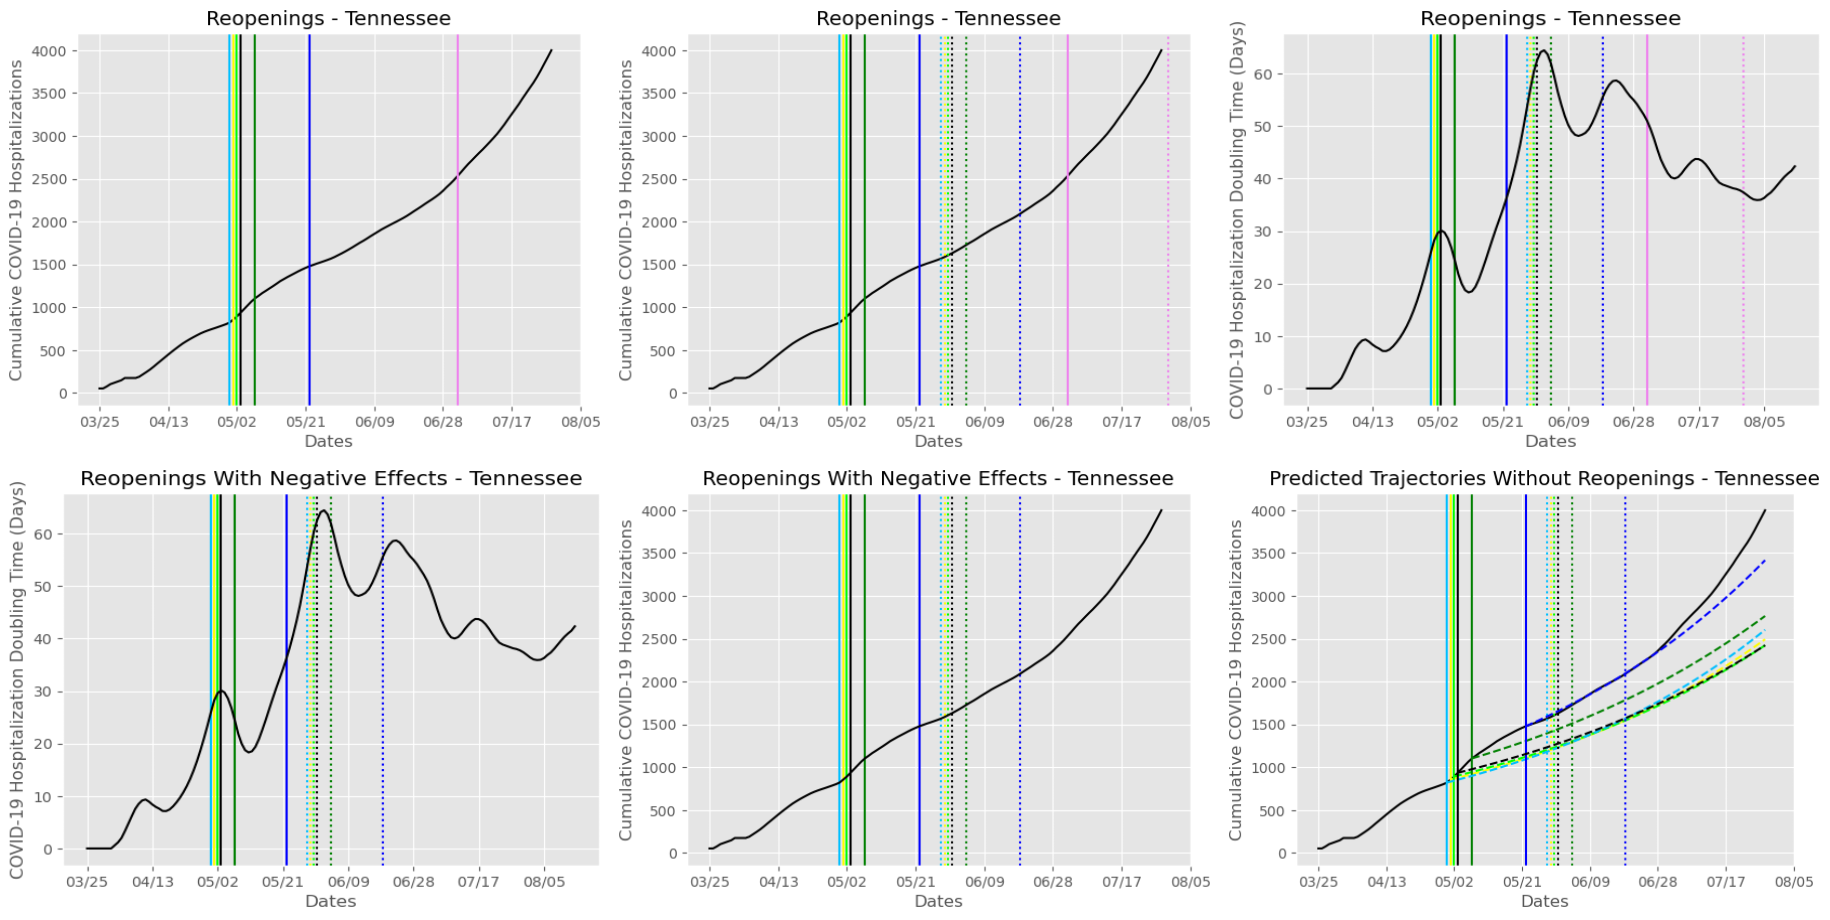 Reopenings - Tennessee
Cumulative COVID-19 Hospitalizations
4000
3500
3000
2500
2000
1500
1000
500
0
03/25 04/13 05/02 05/21 06/09 06/28 07/17 08/05
Dates
Reopenings - Tennessee
Cumulative COVID-19 Hospitalizations
4000
3500
3000
2500
2000
1500
1000
500
0
03/25 04/13 05/02 05/21 06/09 06/28 07/17 08/05
Dates
Reopenings - Tennessee
COVID-19 Hospitalization Doubling Time (Days)
60
50
40
30
20
10
0
03/25 04/13 05/02 05/21 06/09 06/28 07/17 08/05
Dates
Reopenings With Negative Effects - Tennessee
COVID-19 Hospitalization Doubling Time (Days)
60
50
40
30
20
10
0
03/25 04/13 05/02 05/21 06/09 06/28 07/17 08/05
Dates
Reopenings With Negative Effects - Tennessee
Cumulative COVID-19 Hospitalizations
4000
3500
3000
2500
2000
1500
1000
500
0
03/25 04/13 05/02 05/21 06/09 06/28 07/17 08/05
Dates
Predicted Trajectories Without Reopenings - Tennessee
Cumulative COVID-19 Hospitalizations
4000
3500
3000
2500
2000
1500
1000
500
0
03/25 04/13 05/02 05/21 06/09 06/28 07/17 08/05
Dates